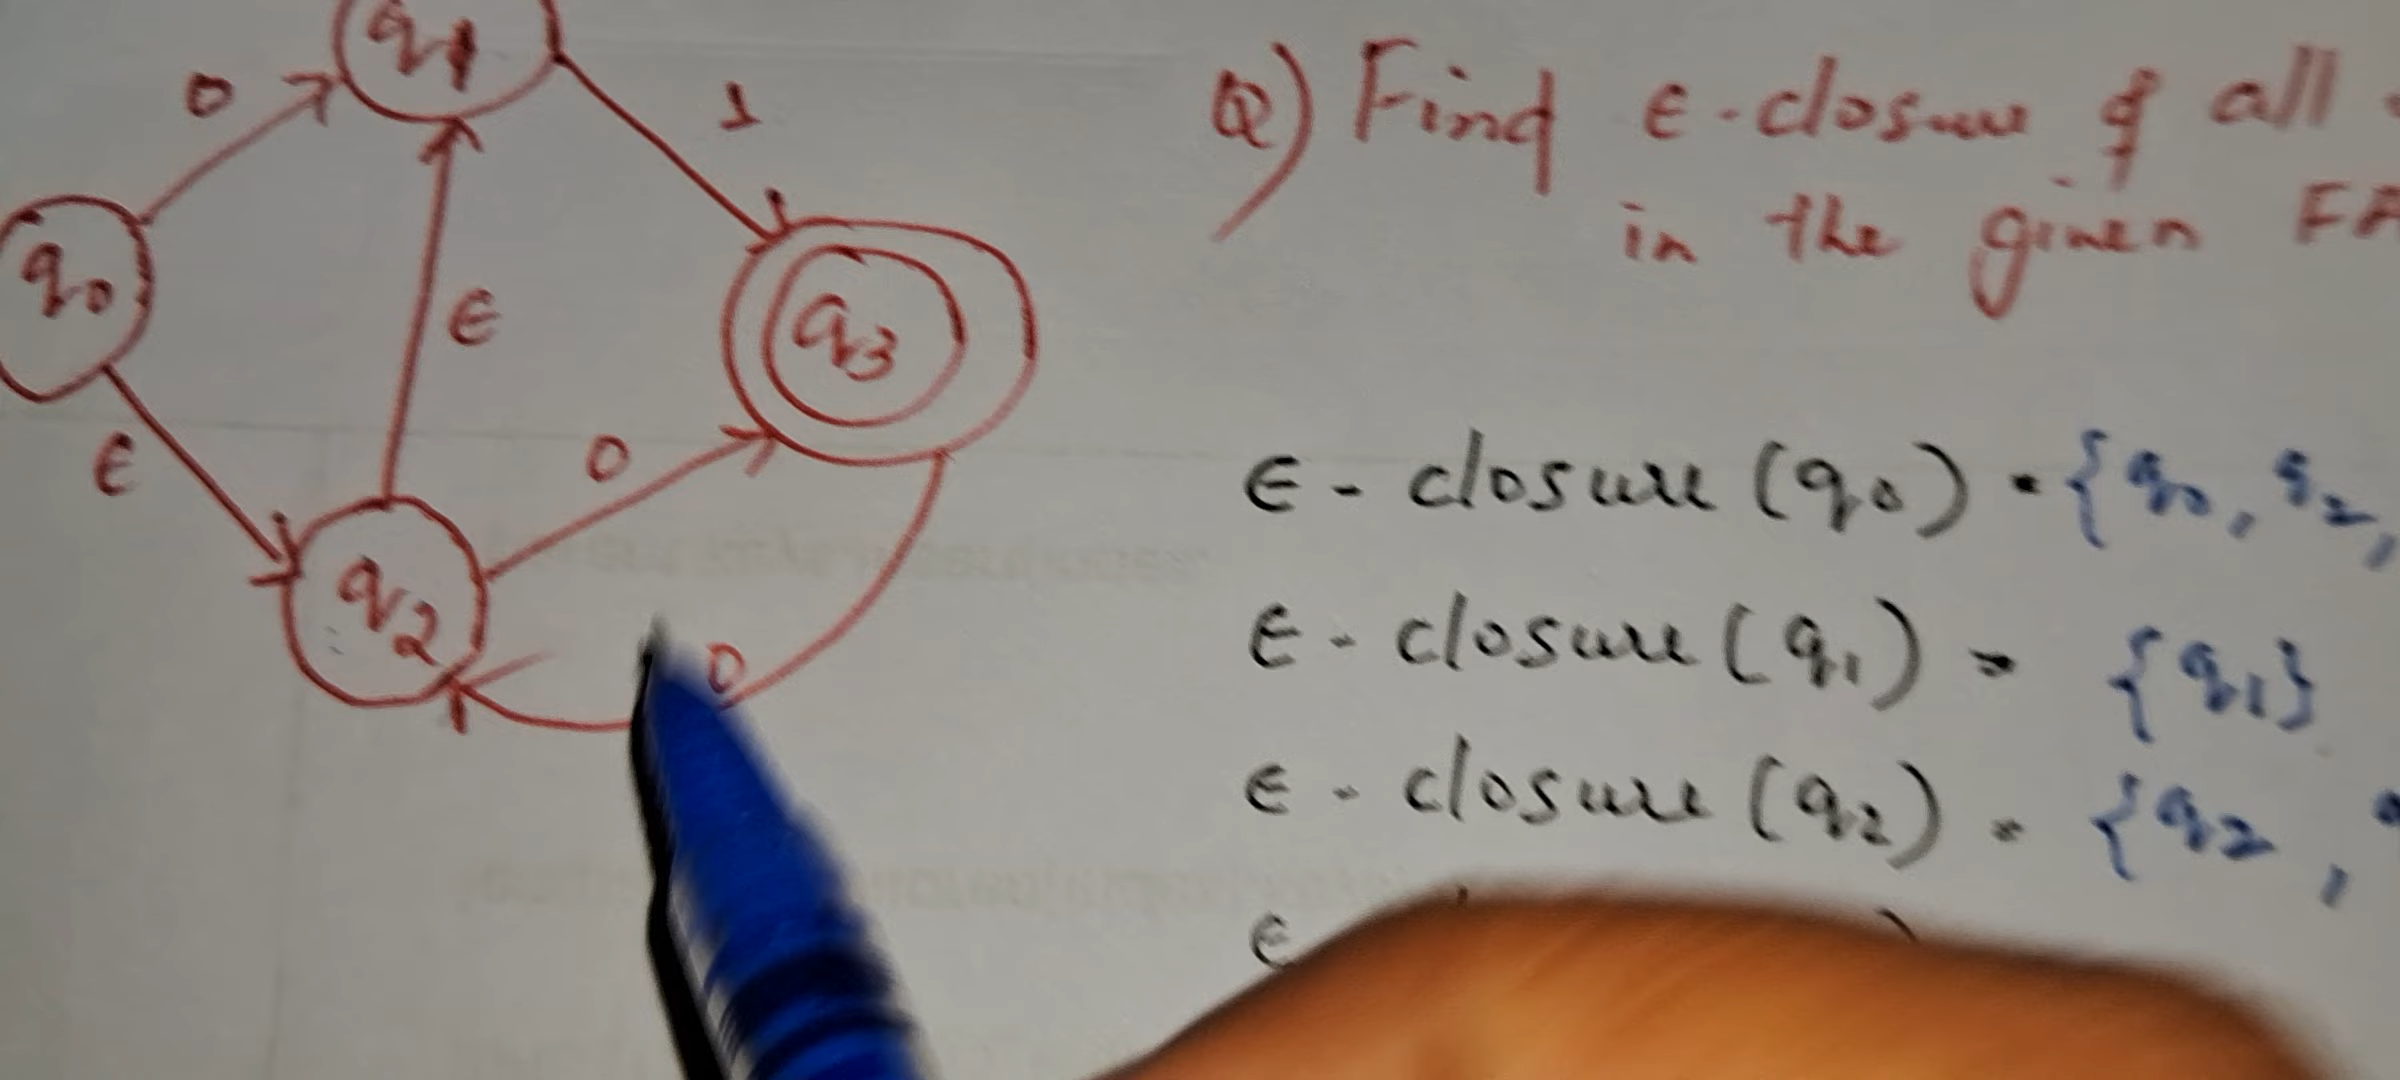 q1
0
1
Q) Find ϵ-closure of all
in the given FA
q0
ϵ
q3
ϵ
0
q2
0
ϵ - closure (q0) = {q0, q2,
ϵ - closure (q1) = {q1}
ϵ - closure (q2) = {q2,
ϵ